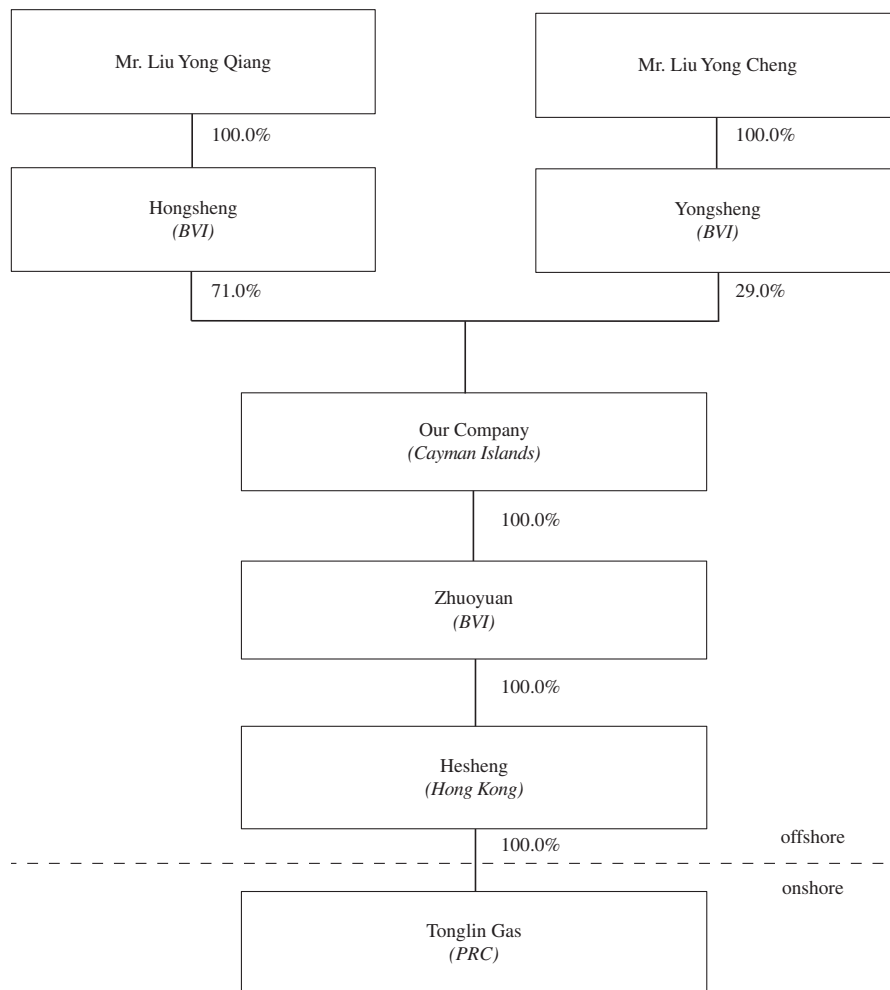 Mr. Liu Yong Qiang
Mr. Liu Yong Cheng
100.0%
100.0%
Hongsheng
(BVI)
Yongsheng
(BVI)
71.0%
29.0%
Our Company
(Cayman Islands)
100.0%
Zhuoyuan
(BVI)
100.0%
Hesheng
(Hong Kong)
100.0%
offshore
onshore
Tonglin Gas
(PRC)